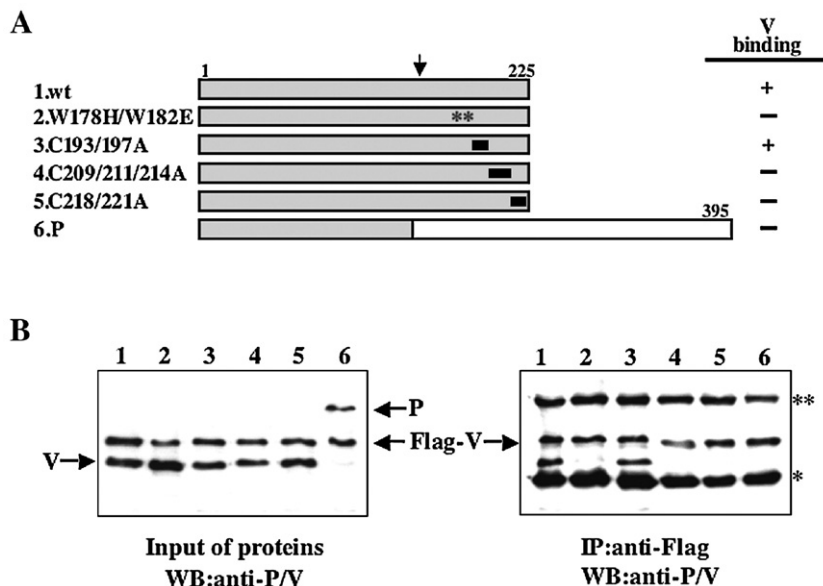 A
V
binding
1 225
1.wt +
2.W178H/W182E ** −
3.C193/197A +
4.C209/211/214A −
5.C218/221A −
395
6.P −
B
1 2 3 4 5 6
1 2 3 4 5 6
P
**
Flag-V
V
*
Input of proteins
WB:anti-P/V
IP:anti-Flag
WB:anti-P/V